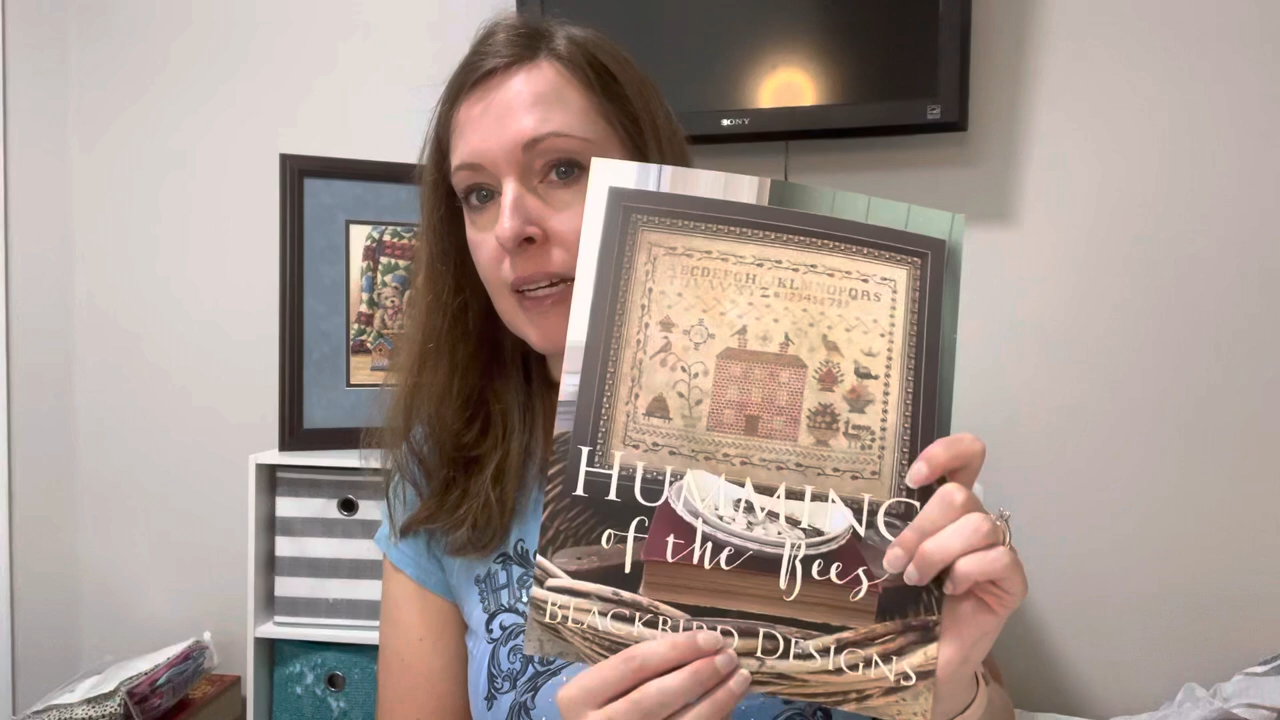 SONY
ABCDEFGHIJKLMNOPQRS
HUMMING
of the Bees
BLACKBIRD DESIGNS